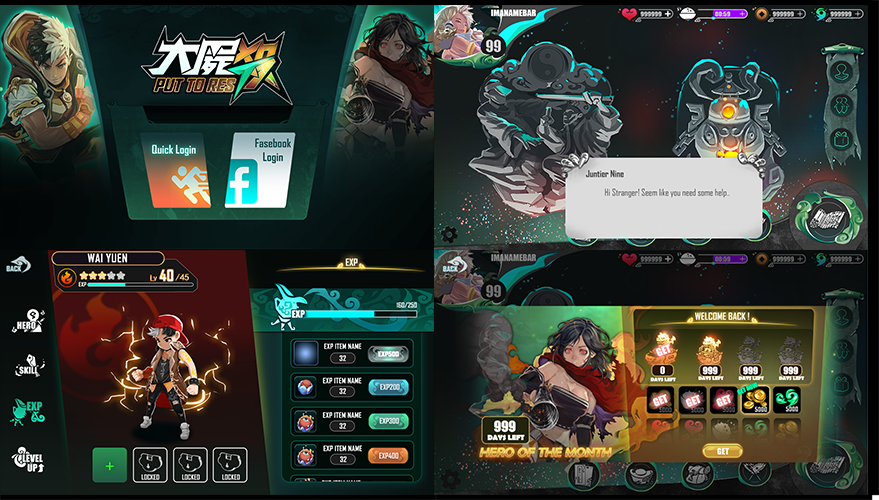 大屍殺
PUT TO RES
Quick Login
Fasebook
Login
IMANAMEBAR
99
999999
00:59
999999
999999
Juntier Nine
Hi Stranger! Seem like you need some help..
BACK
HERO
SKILL
EXP
LEVEL
UP
WAI YUEN
Lv 40/45
EXP
LOCKED
LOCKED
LOCKED
EXP
160/250
EXP
EXP ITEM NAME
32
EXP500
EXP ITEM NAME
32
EXP200
EXP ITEM NAME
32
EXP300
EXP ITEM NAME
32
EXP400
EXP ITEM NAME
IMANAMEBAR
BACK
99
999999
00:59
999999
999999
WELCOME BACK !
GET
0
DAYS LEFT
999
DAYS LEFT
999
DAYS LEFT
999
DAYS LEFT
GET
GET
GET
5000
5000
999
DAYS LEFT
HERO OF THE MONTH
GET